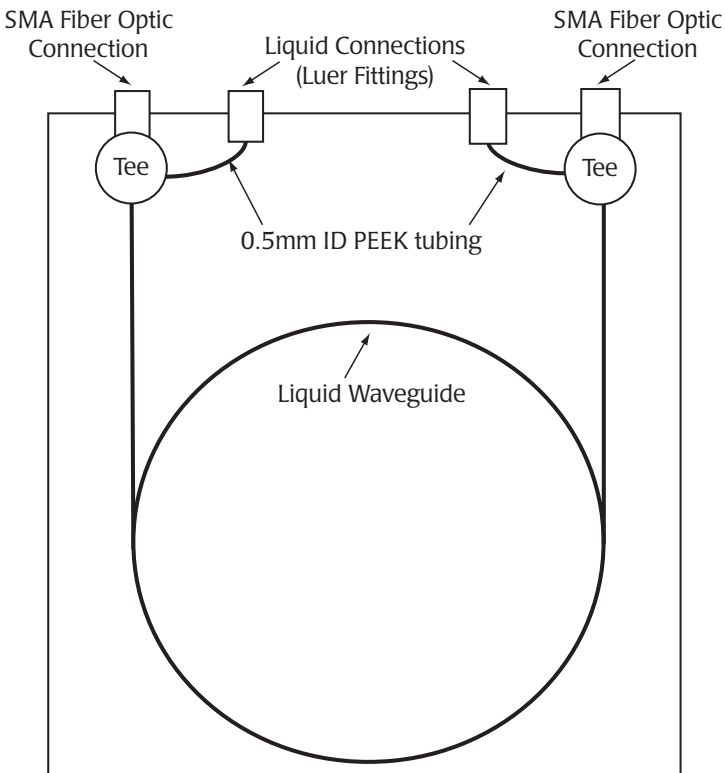 SMA Fiber Optic
Connection
Liquid Connections
(Luer Fittings)
SMA Fiber Optic
Connection
Tee
Tee
0.5mm ID PEEK tubing
Liquid Waveguide